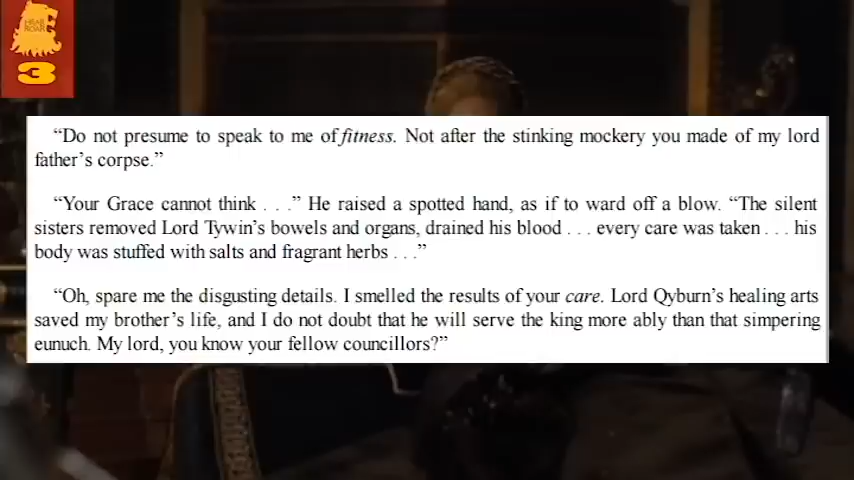 HEAR
ROAR
3
“Do not presume to speak to me of fitness. Not after the stinking mockery you made of my lord
father’s corpse.”
“Your Grace cannot think . . .” He raised a spotted hand, as if to ward off a blow. “The silent
sisters removed Lord Tywin’s bowels and organs, drained his blood . . . every care was taken . . . his
body was stuffed with salts and fragrant herbs . . .”
“Oh, spare me the disgusting details. I smelled the results of your care. Lord Qyburn’s healing arts
saved my brother’s life, and I do not doubt that he will serve the king more ably than that simpering
eunuch. My lord, you know your fellow councillors?”